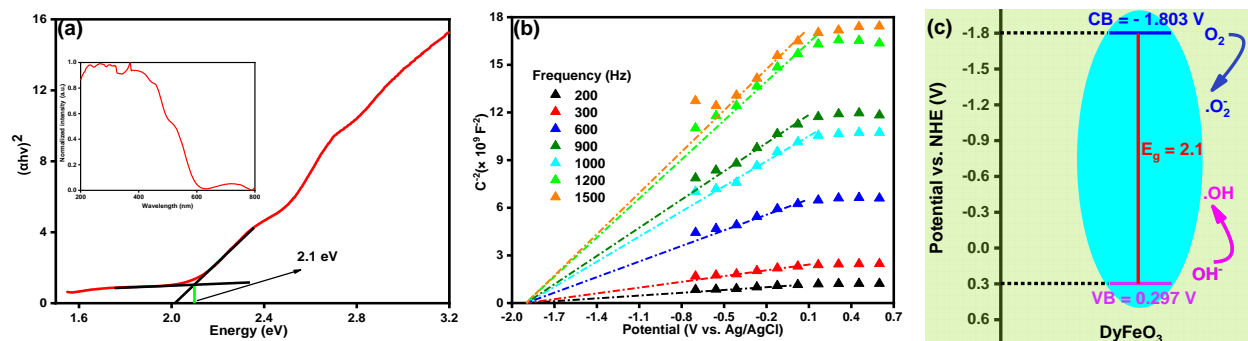 (a)
(αhν)²
16
12
8
4
0
1.6
2.0
2.4
2.8
3.2
Energy (eV)
2.1 eV
Normalized intensity (a.u.)
1.0
0.8
0.6
0.4
0.2
0.0
200
400
600
800
Wavelength (nm)
(b)
C⁻²(x 10⁹ F⁻²)
18
15
12
9
6
3
0
Frequency (Hz)
200
300
600
900
1000
1200
1500
-2.0
-1.7
-1.5
-1.2
-0.9
-0.7
-0.4
-0.1
0.1
0.4
0.7
Potential (V vs. Ag/AgCl)
(c)
Potential vs. NHE (V)
-1.8
-1.5
-1.2
-0.9
-0.6
-0.3
0.0
0.3
0.6
CB = - 1.803 V
O₂
.O₂⁻
E_g = 2.1
.OH
OH⁻
VB = 0.297 V
DyFeO₃